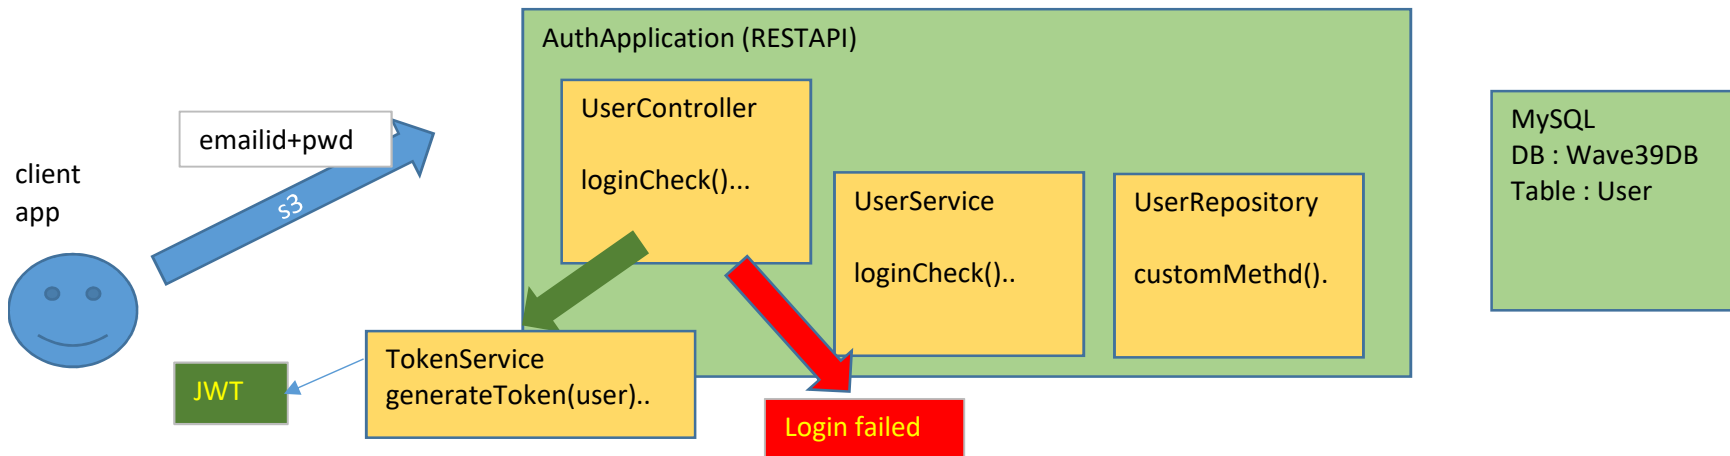 AuthApplication (RESTAPI)
UserController
loginCheck()...
emailid+pwd
client
app
s3
UserService
loginCheck()..
UserRepository
customMethd().
MySQL
DB : Wave39DB
Table : User
TokenService
generateToken(user)..
JWT
Login failed